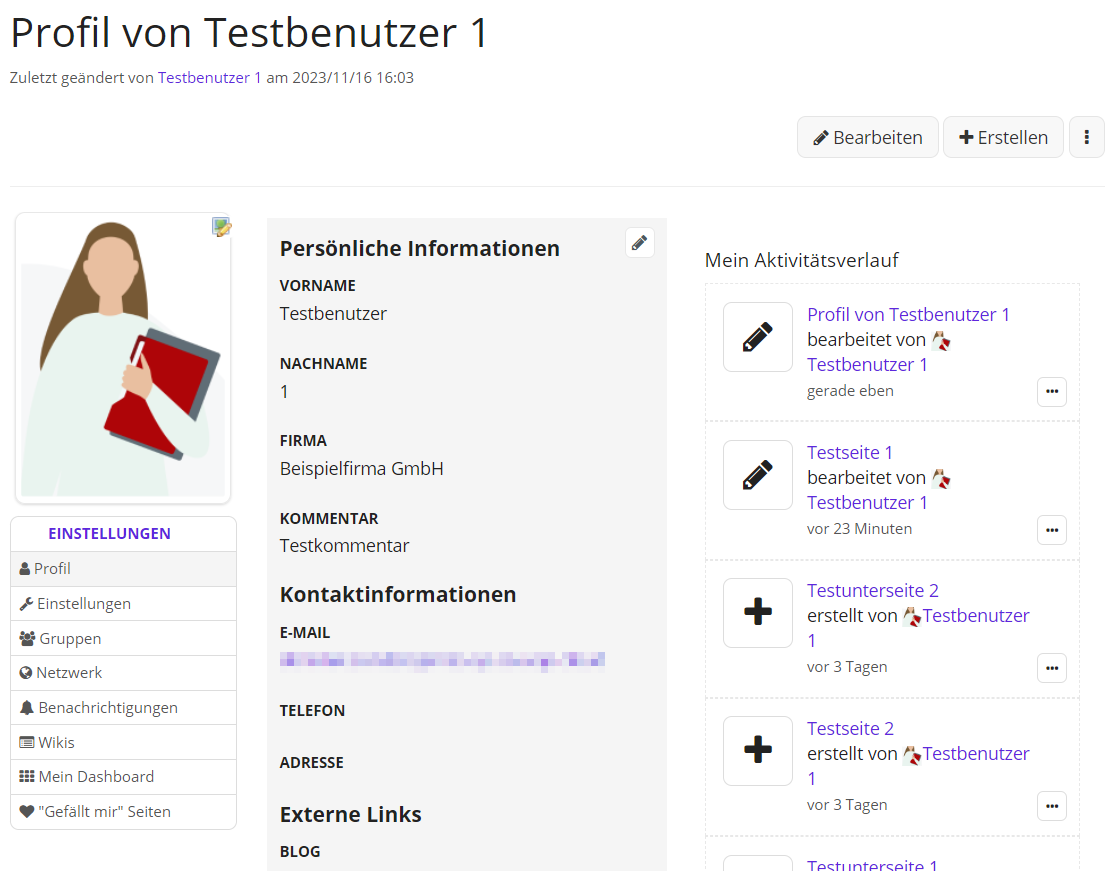 Profil von Testbenutzer 1
Zuletzt geändert von Testbenutzer 1 am 2023/11/16 16:03
Bearbeiten
Erstellen
EINSTELLUNGEN
Profil
Einstellungen
Gruppen
Netzwerk
Benachrichtigungen
Wikis
Mein Dashboard
"Gefällt mir" Seiten
Persönliche Informationen
VORNAME
Testbenutzer
NACHNAME
1
FIRMA
Beispielfirma GmbH
KOMMENTAR
Testkommentar
Kontaktinformationen
E-MAIL
TELEFON
ADRESSE
Externe Links
BLOG
Mein Aktivitätsverlauf
Profil von Testbenutzer 1
bearbeitet von
Testbenutzer 1
gerade eben
Testseite 1
bearbeitet von
Testbenutzer 1
vor 23 Minuten
Testunterseite 2
erstellt von Testbenutzer
1
vor 3 Tagen
Testseite 2
erstellt von Testbenutzer
1
vor 3 Tagen
Testunterseite 1